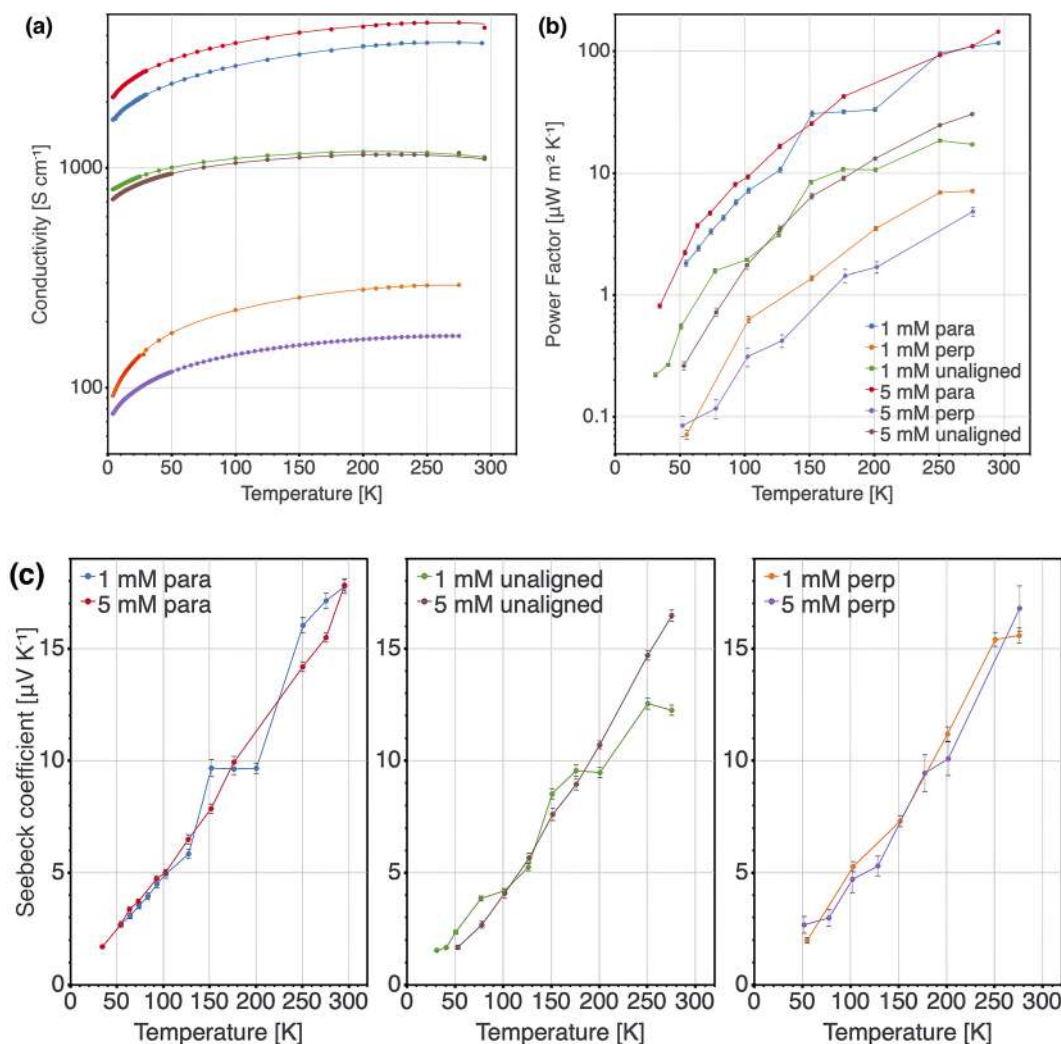 (a)
Conductivity [S cm⁻¹]
1000
100
0 50 100 150 200 250 300
Temperature [K]
(b)
Power Factor [µW m⁻² K⁻¹]
100
10
1
0.1
1 mM para
1 mM perp
1 mM unaligned
5 mM para
5 mM perp
5 mM unaligned
0 50 100 150 200 250 300
Temperature [K]
(c)
Seebeck coefficient [µV K⁻¹]
1 mM para
5 mM para
15
10
5
0
0 50 100 150 200 250 300
Temperature [K]
1 mM unaligned
5 mM unaligned
15
10
5
0
0 50 100 150 200 250 300
Temperature [K]
1 mM perp
5 mM perp
15
10
5
0
0 50 100 150 200 250 300
Temperature [K]